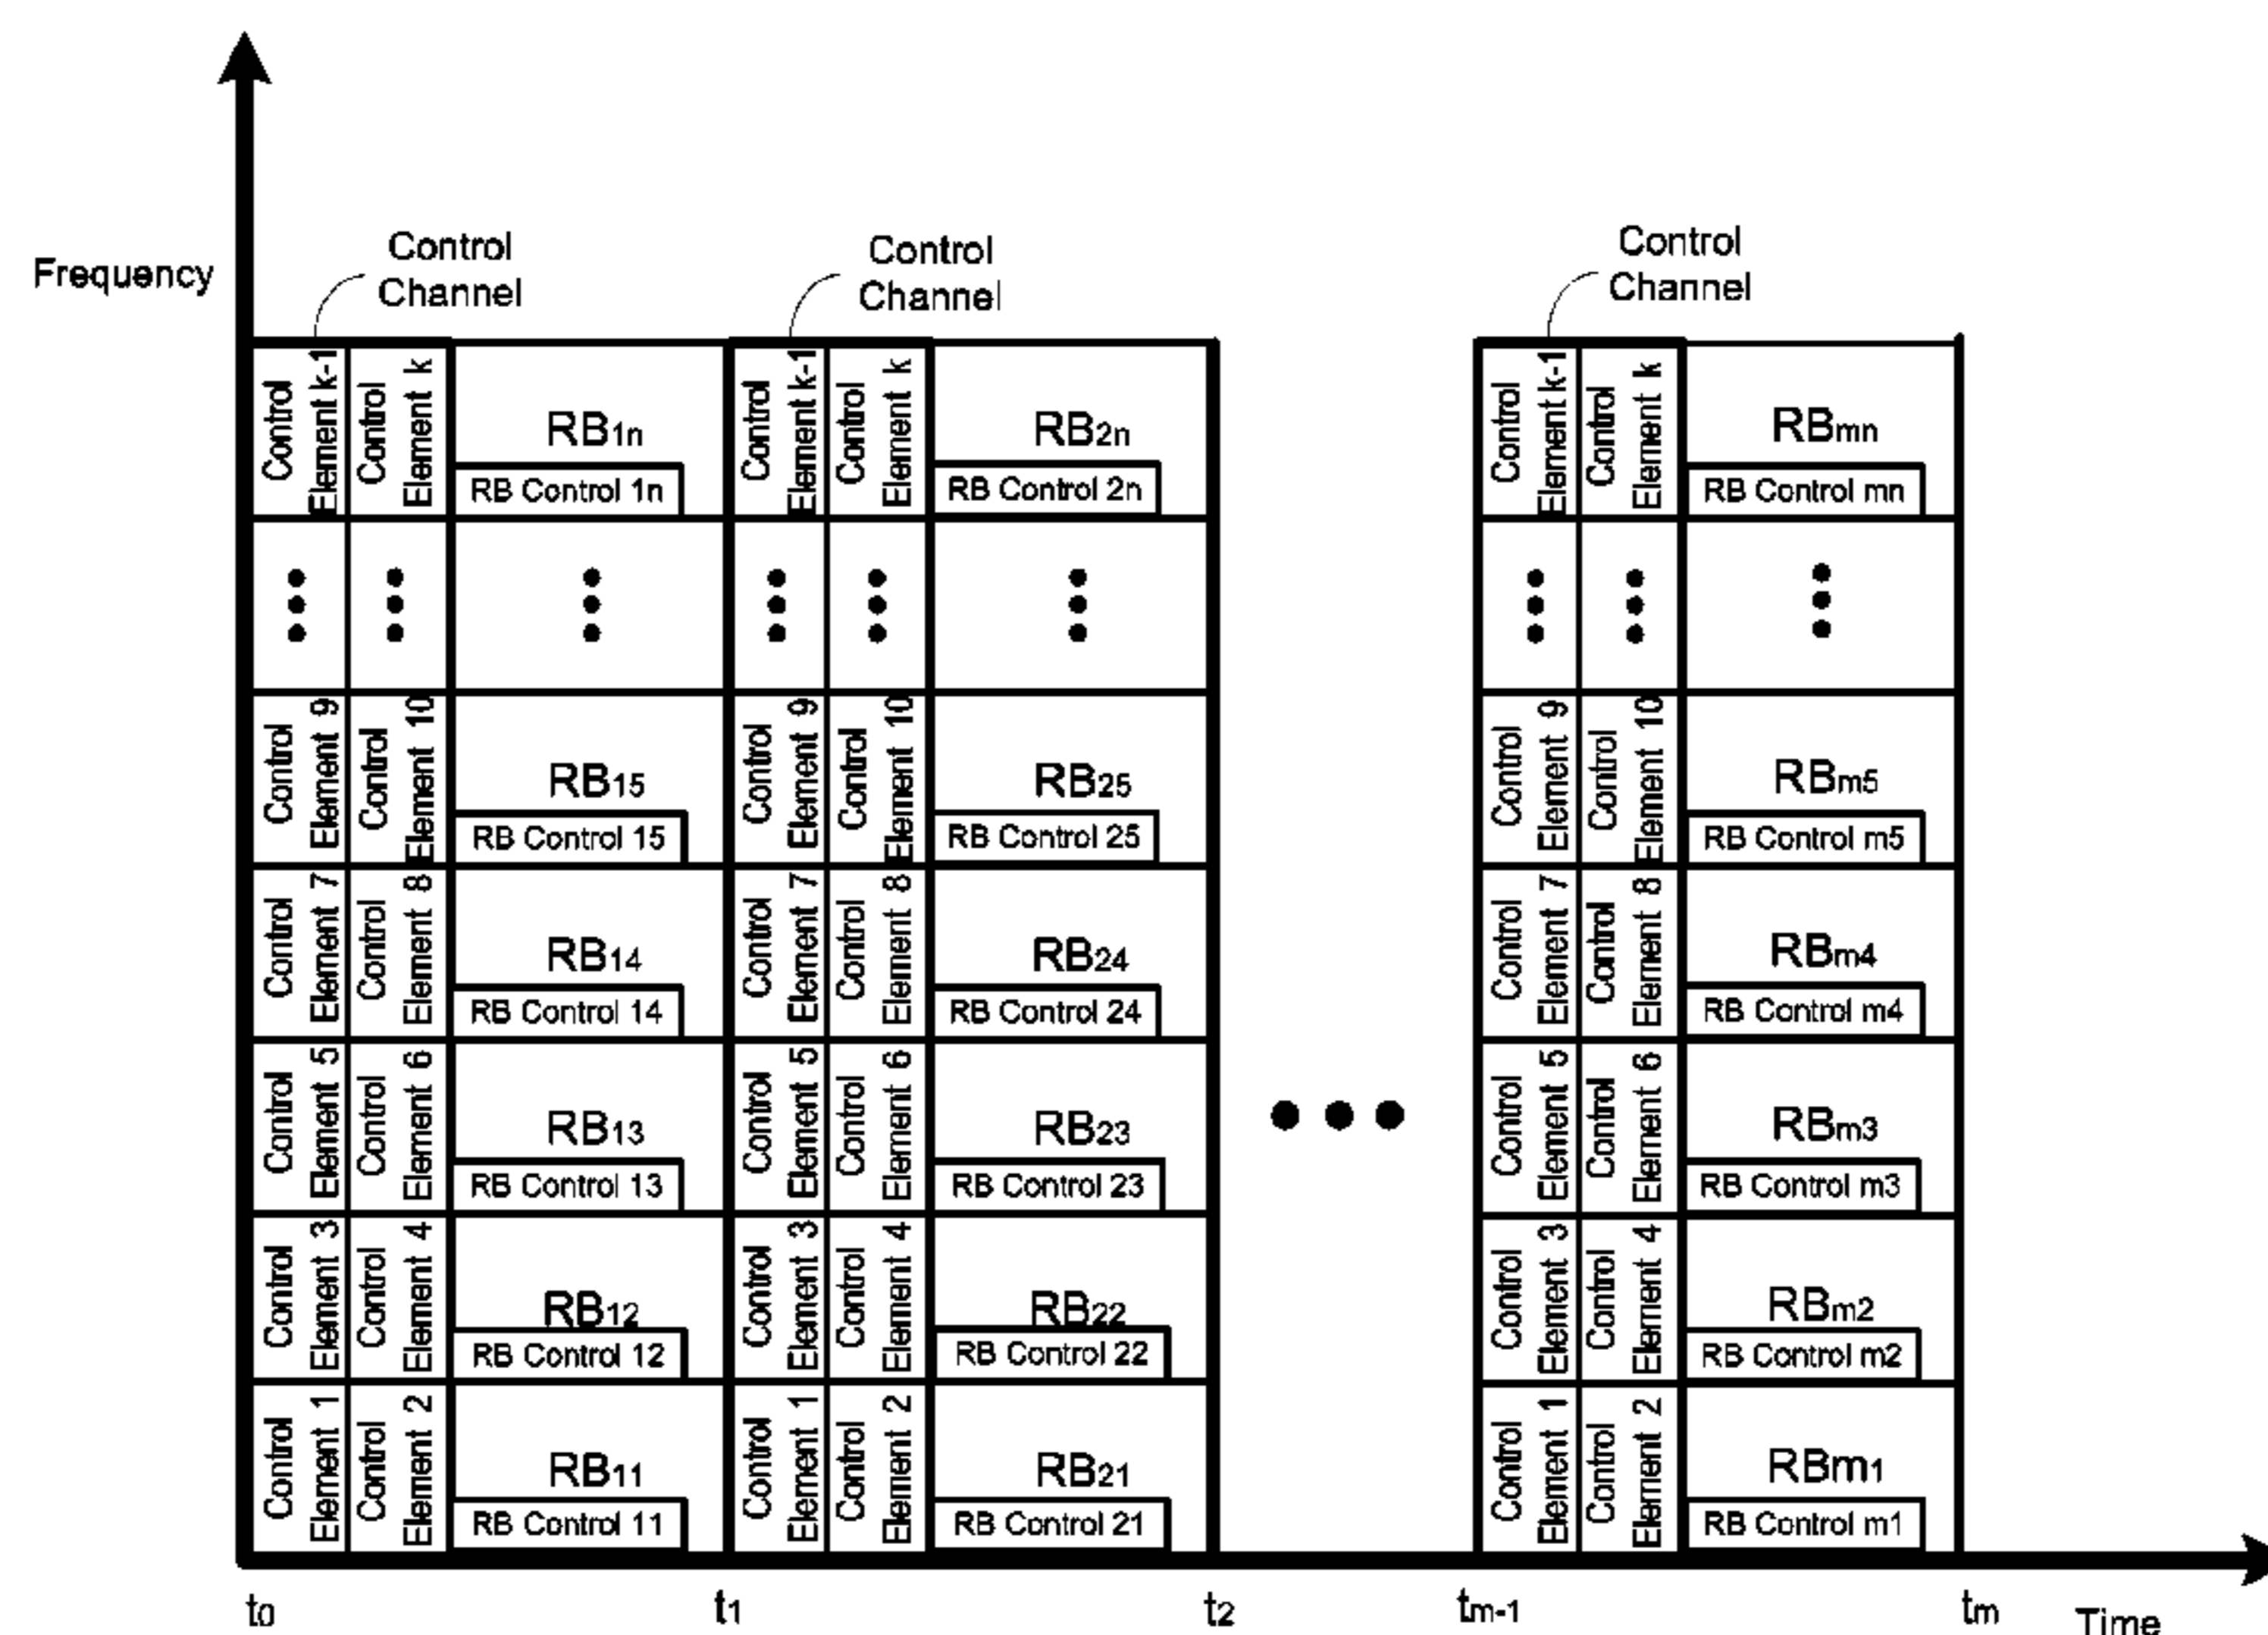 Frequency
Control
Channel
Control
Channel
Control
Channel
Control
Element k-1
Control
Element k
RB1n
RB Control 1n
Control
Element k-1
Control
Element k
RB2n
RB Control 2n
Control
Element k-1
Control
Element k
RBmn
RB Control mn
Control
Element 9
Control
Element 10
RB15
RB Control 15
Control
Element 9
Control
Element 10
RB25
RB Control 25
Control
Element 9
Control
Element 10
RBm5
RB Control m5
Control
Element 7
Control
Element 8
RB14
RB Control 14
Control
Element 7
Control
Element 8
RB24
RB Control 24
Control
Element 7
Control
Element 8
RBm4
RB Control m4
Control
Element 5
Control
Element 6
RB13
RB Control 13
Control
Element 5
Control
Element 6
RB23
RB Control 23
Control
Element 5
Control
Element 6
RBm3
RB Control m3
Control
Element 3
Control
Element 4
RB12
RB Control 12
Control
Element 3
Control
Element 4
RB22
RB Control 22
Control
Element 3
Control
Element 4
RBm2
RB Control m2
Control
Element 1
Control
Element 2
RB11
RB Control 11
Control
Element 1
Control
Element 2
RB21
RB Control 21
Control
Element 1
Control
Element 2
RBm1
RB Control m1
t0
t1
t2
tm-1
tm
Time